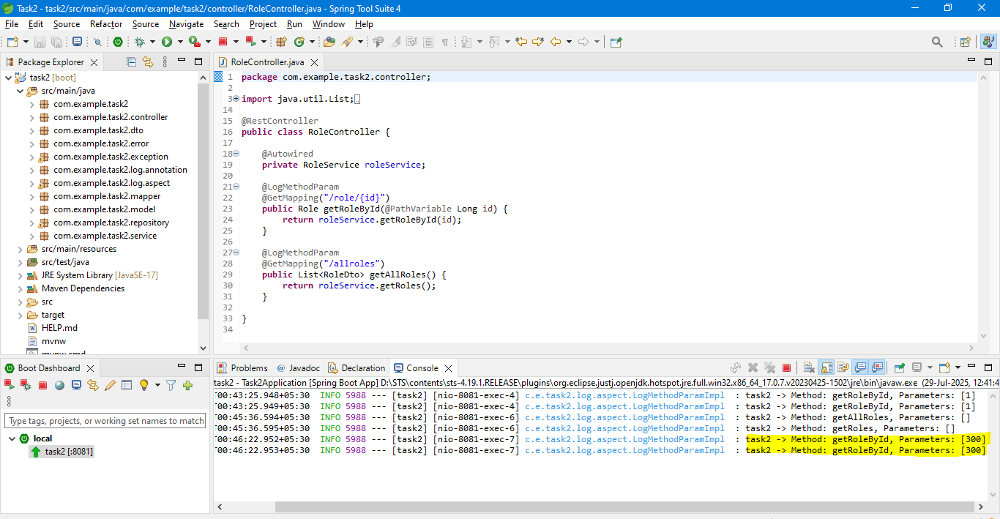 Task2 - task2/src/main/java/com/example/task2/controller/RoleController.java - Spring Tool Suite 4
File Edit Source Refactor Source Navigate Search Project Run Window Help
Package Explorer
task2 [boot]
src/main/java
com.example.task2
com.example.task2.controller
com.example.task2.dto
com.example.task2.error
com.example.task2.exception
com.example.task2.log.annotation
com.example.task2.log.aspect
com.example.task2.mapper
com.example.task2.model
com.example.task2.repository
com.example.task2.service
src/main/resources
src/test/java
JRE System Library [JavaSE-17]
Maven Dependencies
src
target
HELP.md
mvnw
mvnw.cmd
RoleController.java
1 package com.example.task2.controller;
2
3 import java.util.List;
14
15 @RestController
16 public class RoleController {
17
18 @Autowired
19 private RoleService roleService;
20
21 @LogMethodParam
22 @GetMapping("/role/{id}")
23 public Role getRoleById(@PathVariable Long id) {
24 return roleService.getRoleById(id);
25 }
26
27 @LogMethodParam
28 @GetMapping("/allroles")
29 public List<RoleDto> getAllRoles() {
30 return roleService.getRoles();
31 }
32
33 }
34
Boot Dashboard
Type tags, projects, or working set names to match
local
task2 [:8081]
Problems Javadoc Declaration Console
task2 - Task2Application [Spring Boot App] D:\STS\contents\sts-4.19.1.RELEASE\plugins\org.eclipse.justj.openjdk.hotspot.jre.full.win32.x86_64_17.0.7.v20230425-1502\jre\bin\javaw.exe (29-Jul-2025, 12:41:4
T00:43:25.948+05:30 INFO 5988 --- [task2] [nio-8081-exec-4] c.e.task2.log.aspect.LogMethodParamImpl : task2 -> Method: getRoleById, Parameters: [1]
T00:43:25.949+05:30 INFO 5988 --- [task2] [nio-8081-exec-4] c.e.task2.log.aspect.LogMethodParamImpl : task2 -> Method: getRoleById, Parameters: [1]
T00:45:36.594+05:30 INFO 5988 --- [task2] [nio-8081-exec-6] c.e.task2.log.aspect.LogMethodParamImpl : task2 -> Method: getAllRoles, Parameters: []
T00:45:36.595+05:30 INFO 5988 --- [task2] [nio-8081-exec-6] c.e.task2.log.aspect.LogMethodParamImpl : task2 -> Method: getRoles, Parameters: []
T00:46:22.952+05:30 INFO 5988 --- [task2] [nio-8081-exec-7] c.e.task2.log.aspect.LogMethodParamImpl : task2 -> Method: getRoleById, Parameters: [300]
T00:46:22.953+05:30 INFO 5988 --- [task2] [nio-8081-exec-7] c.e.task2.log.aspect.LogMethodParamImpl : task2 -> Method: getRoleById, Parameters: [300]